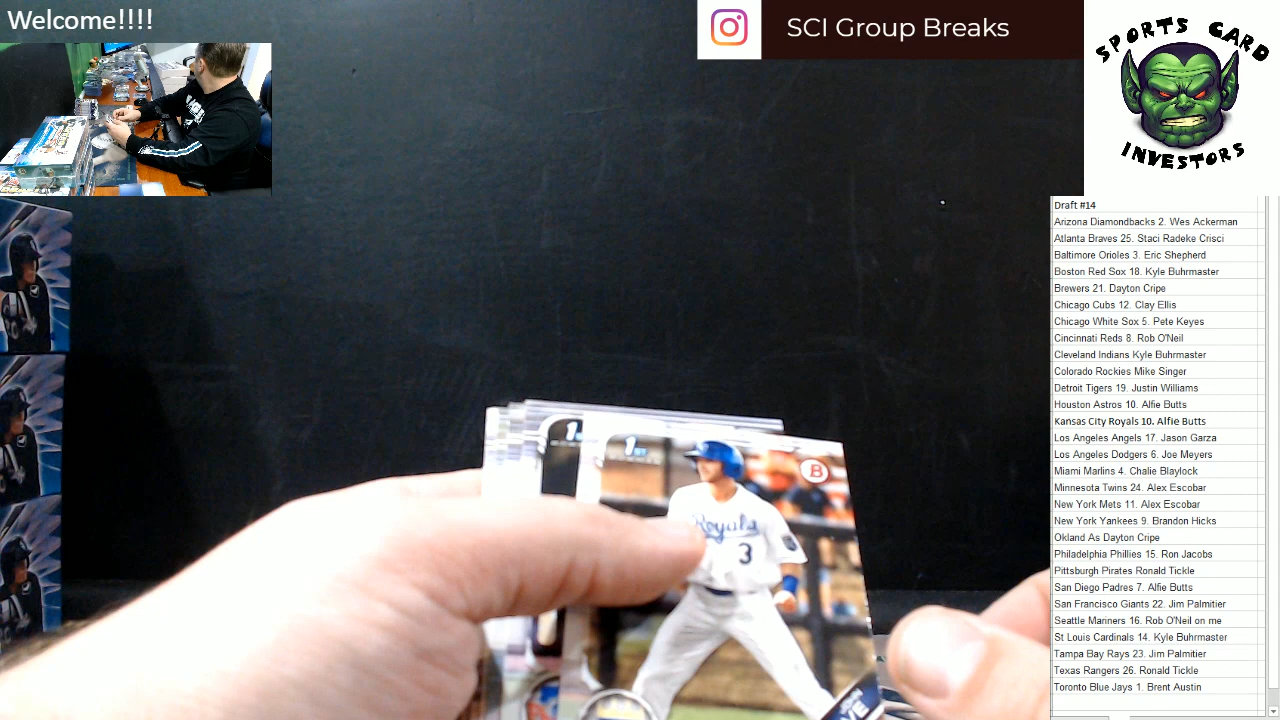 Welcome!!!!
SCI Group Breaks
SPORTS CARD
INVESTORS
Draft #14
Arizona Diamondbacks 2. Wes Ackerman
Atlanta Braves 25. Staci Radeke Crisci
Baltimore Orioles 3. Eric Shepherd
Boston Red Sox 18. Kyle Buhrmaster
Brewers 21. Dayton Cripe
Chicago Cubs 12. Clay Ellis
Chicago White Sox 5. Pete Keyes
Cincinnati Reds 8. Rob O'Neil
Cleveland Indians Kyle Buhrmaster
Colorado Rockies Mike Singer
Detroit Tigers 19. Justin Williams
Houston Astros 10. Alfie Butts
Kansas City Royals 10. Alfie Butts
Los Angeles Angels 17. Jason Garza
Los Angeles Dodgers 6. Joe Meyers
Miami Marlins 4. Chalie Blaylock
Minnesota Twins 24. Alex Escobar
New York Mets 11. Alex Escobar
New York Yankees 9. Brandon Hicks
Okland As Dayton Cripe
Philadelphia Phillies 15. Ron Jacobs
Pittsburgh Pirates Ronald Tickle
San Diego Padres 7. Alfie Butts
San Francisco Giants 22. Jim Palmitier
Seattle Mariners 16. Rob O'Neil on me
St Louis Cardinals 14. Kyle Buhrmaster
Tampa Bay Rays 23. Jim Palmitier
Texas Rangers 26. Ronald Tickle
Toronto Blue Jays 1. Brent Austin
1ST
B
Royals
3